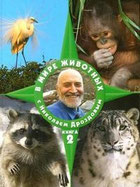 В МИРЕ ЖИВОТНЫХ
С НИКОЛАЕМ ДРОЗДОВЫМ
КНИГА
2